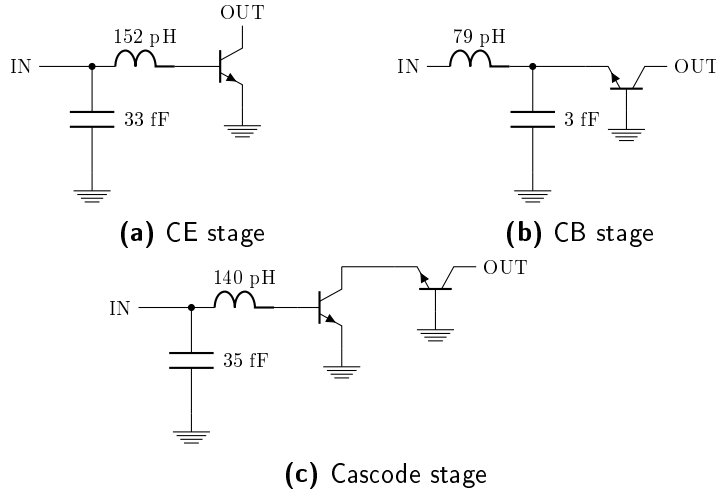 OUT
152 pH
IN
33 fF
(a) CE stage
79 pH
IN
OUT
3 fF
(b) CB stage
140 pH
OUT
IN
35 fF
(c) Cascode stage